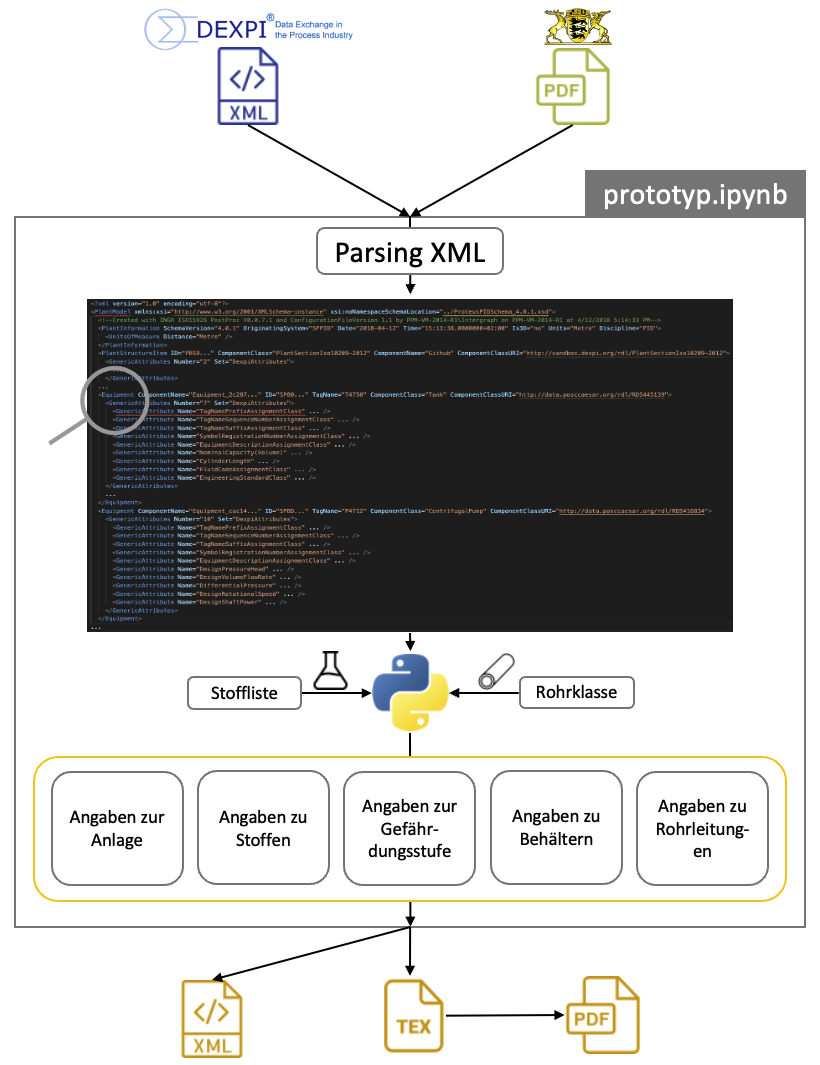 DEXPI® Data Exchange in
the Process Industry
XML
PDF
prototyp.ipynb
Parsing XML
<?xml version="1.0" encoding="utf-8"?>
<PlantModel xmlns:xsi="http://www.w3.org/2001/XMLSchema-instance" xsi:noNamespaceSchemaLocation="../ProteusPIDSchema_4.0.1.xsd">
<!--Created with INGR ISO15926 PostProc V0.0.7.1 and ConfigurationFileVersion 1.1 by PPM-VM-2014-R1\Intergraph on PPM-VM-2014-R1 at 4/12/2018 5:14:33 PM-->
<PlantInformation SchemaVersion="4.0.1" OriginatingSystem="SPPID" Date="2018-04-12" Time="15:13:38.0000000+02:00" Is3D="no" Units="Metre" Discipline="PID">
<UnitsOfMeasure Distance="Metre" />
</PlantInformation>
<PlantStructureItem ID="PBS9..." ComponentClass="PlantSectionIso10209-2012" ComponentName="Github" ComponentClassURI="http://sandbox.dexpi.org/rdl/PlantSectionIso10209-2012">
<GenericAttributes Number="2" Set="DexpiAttributes">
...
</GenericAttributes>
...
<Equipment ComponentName="Equipment_2c287..." ID="5FB0..." TagName="T4750" ComponentClass="Tank" ComponentClassURI="http://data.posccaesar.org/rdl/RDS445139">
<GenericAttributes Number="7" Set="DexpiAttributes">
<GenericAttribute Name="TagNamePrefixAssignmentClass" ... />
<GenericAttribute Name="TagNameSequenceNumberAssignmentClass" ... />
<GenericAttribute Name="TagNameSuffixAssignmentClass" ... />
<GenericAttribute Name="SymbolRegistrationNumberAssignmentClass" ... />
<GenericAttribute Name="EquipmentDescriptionAssignmentClass" ... />
<GenericAttribute Name="NominalCapacity(Volume)" ... />
<GenericAttribute Name="CylinderLength" ... />
<GenericAttribute Name="FluidCodeAssignmentClass" ... />
<GenericAttribute Name="EngineeringStandardClass" ... />
</GenericAttributes>
...
</Equipment>
<Equipment ComponentName="Equipment_cac14..." ID="5FBD..." TagName="P4712" ComponentClass="CentrifugalPump" ComponentClassURI="http://data.posccaesar.org/rdl/RDS416834">
<GenericAttributes Number="10" Set="DexpiAttributes">
<GenericAttribute Name="TagNamePrefixAssignmentClass" ... />
<GenericAttribute Name="TagNameSequenceNumberAssignmentClass" ... />
<GenericAttribute Name="TagNameSuffixAssignmentClass" ... />
<GenericAttribute Name="SymbolRegistrationNumberAssignmentClass" ... />
<GenericAttribute Name="EquipmentDescriptionAssignmentClass" ... />
<GenericAttribute Name="DesignPressureHead" ... />
<GenericAttribute Name="DesignVolumeFlowRate" ... />
<GenericAttribute Name="DifferentialPressure" ... />
<GenericAttribute Name="DesignRotationalSpeed" ... />
<GenericAttribute Name="DesignShaftPower" ... />
</GenericAttributes>
</Equipment>
...
Stoffliste
Rohrklasse
Angaben zur
Anlage
Angaben zu
Stoffen
Angaben zur
Gefähr-
dungsstufe
Angaben zu
Behältern
Angaben zu
Rohrleitung-
en
XML
TEX
PDF